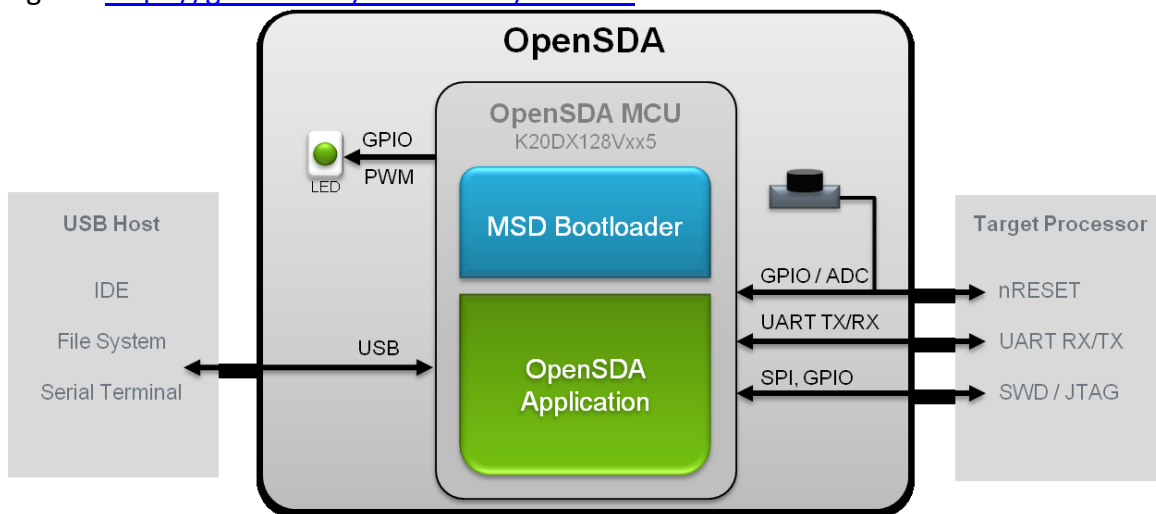 OpenSDA
OpenSDA MCU
K20DX128Vxx5
GPIO
PWM
LED
MSD Bootloader
USB Host
IDE
File System
Serial Terminal
USB
OpenSDA
Application
GPIO / ADC
UART TX/RX
SPI, GPIO
Target Processor
nRESET
UART RX/TX
SWD / JTAG